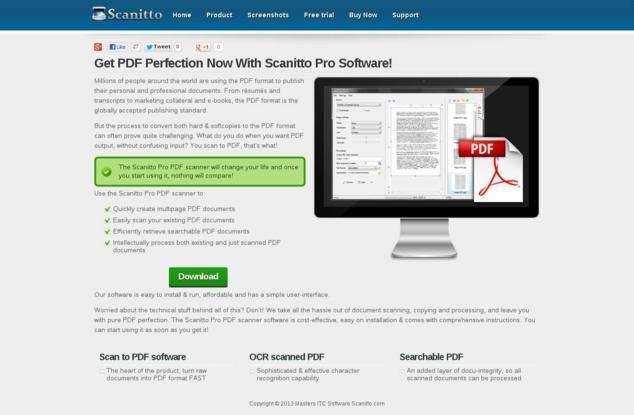 Scanitto Home Product Screenshots Free trial Buy Now Support
Like 27 Tweet 0 +1 0
Get PDF Perfection Now With Scanitto Pro Software!
Millions of people around the world are using the PDF format to publish
their personal and professional documents. From résumés and
transcripts to marketing collateral and e-books, the PDF format is the
globally accepted publishing standard.
But the process to convert both hard & softcopies to the PDF format
can often prove quite challenging. What do you do when you want PDF
output, without confusing input? You scan to PDF, that's what!
The Scanitto Pro PDF scanner will change your life and once
you start using it, nothing will compare!
Use the Scanitto Pro PDF scanner to:
Quickly create multipage PDF documents
Easily scan your existing PDF documents
Efficiently retrieve searchable PDF documents
Intellectually process both existing and just scanned PDF
documents
PDF
Download
Our software is easy to install & run, affordable and has a simple user-interface.
Worried about the technical stuff behind all of this? Don't! We take all the hassle out of document scanning, copying and processing, and leave you
with pure PDF perfection. The Scanitto Pro PDF scanner software is cost-effective, easy on installation & comes with comprehensive instructions. You
can start using it as soon as you get it!
Scan to PDF software
The heart of the product, turn raw
documents into PDF format FAST
OCR scanned PDF
Sophisticated & effective character
recognition capability
Searchable PDF
An added layer of docu-integrity, so all
scanned documents can be processed
Copyright © 2013 Masters ITC Software Scanitto.com